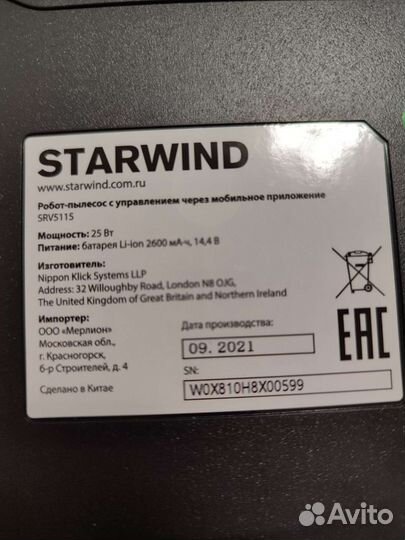 STARWIND
www.starwind.com.ru
Робот-пылесос с управлением через мобильное приложение
SRV5115
Мощность: 25 Вт
Питание: батарея Li-ion 2600 мА·ч, 14,4 В
Изготовитель:
Nippon Klick Systems LLP
Address: 32 Willoughby Road, London N8 OJG,
The United Kingdom of Great Britain and Northern Ireland
Импортер:
ООО «Мерлион»
Московская обл.,
г. Красногорск,
б-р Строителей, д. 4
Сделано в Китае
Дата производства:
09. 2021
SN:
W0X810H8X00599
EAC
Avito